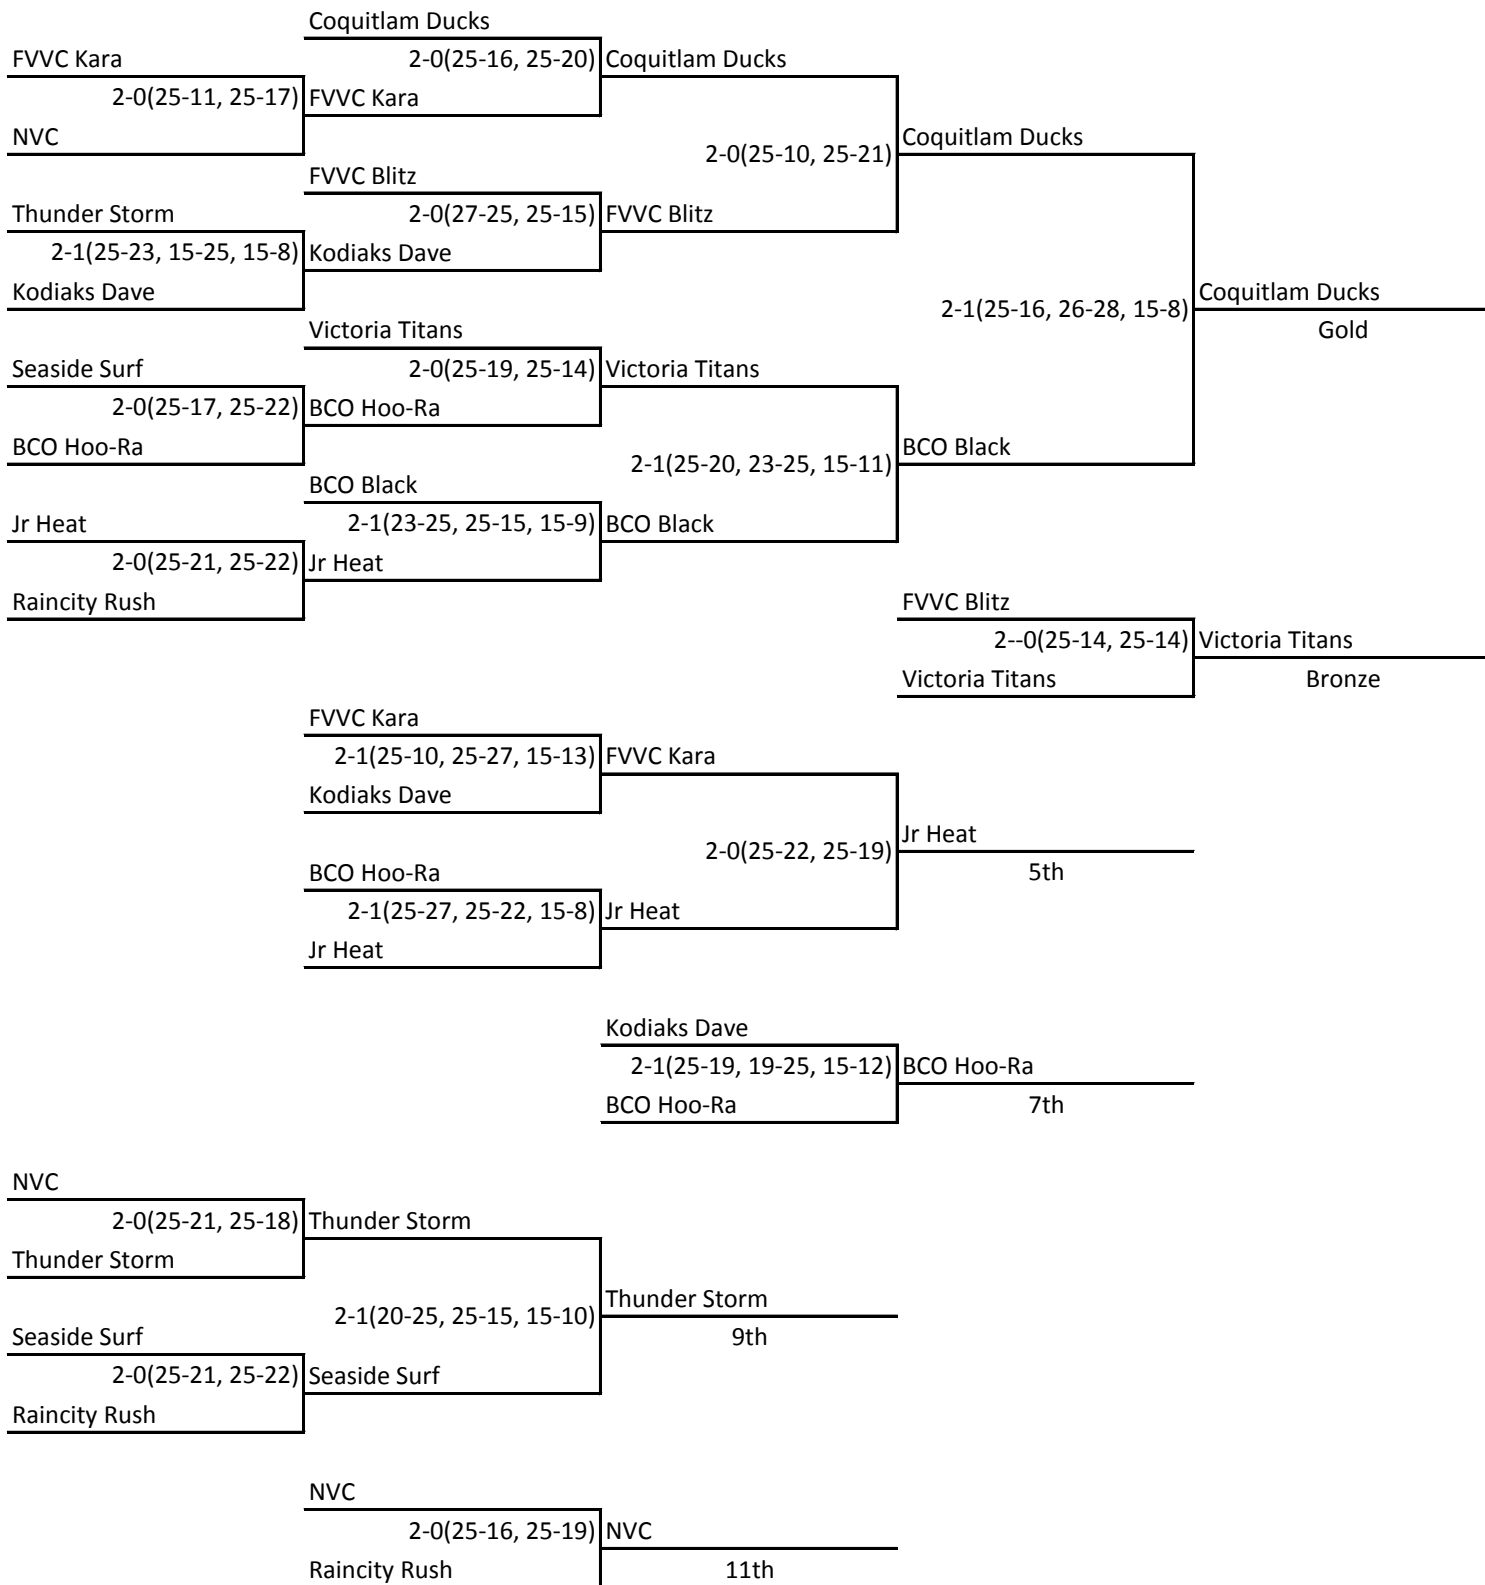 Coquitlam Ducks
FVVC Kara
2-0(25-16, 25-20)
Coquitlam Ducks
2-0(25-11, 25-17)
FVVC Kara
NVC
2-0(25-10, 25-21)
Coquitlam Ducks
FVVC Blitz
Thunder Storm
2-0(27-25, 25-15)
FVVC Blitz
2-1(25-23, 15-25, 15-8)
Kodiaks Dave
Kodiaks Dave
2-1(25-16, 26-28, 15-8)
Coquitlam Ducks
Victoria Titans
Gold
Seaside Surf
2-0(25-19, 25-14)
Victoria Titans
2-0(25-17, 25-22)
BCO Hoo-Ra
BCO Hoo-Ra
2-1(25-20, 23-25, 15-11)
BCO Black
BCO Black
Jr Heat
2-1(23-25, 25-15, 15-9)
BCO Black
2-0(25-21, 25-22)
Jr Heat
Raincity Rush
FVVC Blitz
2--0(25-14, 25-14)
Victoria Titans
Victoria Titans
Bronze
FVVC Kara
2-1(25-10, 25-27, 15-13)
FVVC Kara
Kodiaks Dave
2-0(25-22, 25-19)
Jr Heat
BCO Hoo-Ra
5th
2-1(25-27, 25-22, 15-8)
Jr Heat
Jr Heat
Kodiaks Dave
2-1(25-19, 19-25, 15-12)
BCO Hoo-Ra
BCO Hoo-Ra
7th
NVC
2-0(25-21, 25-18)
Thunder Storm
Thunder Storm
2-1(20-25, 25-15, 15-10)
Thunder Storm
Seaside Surf
9th
2-0(25-21, 25-22)
Seaside Surf
Raincity Rush
NVC
2-0(25-16, 25-19)
NVC
Raincity Rush
11th